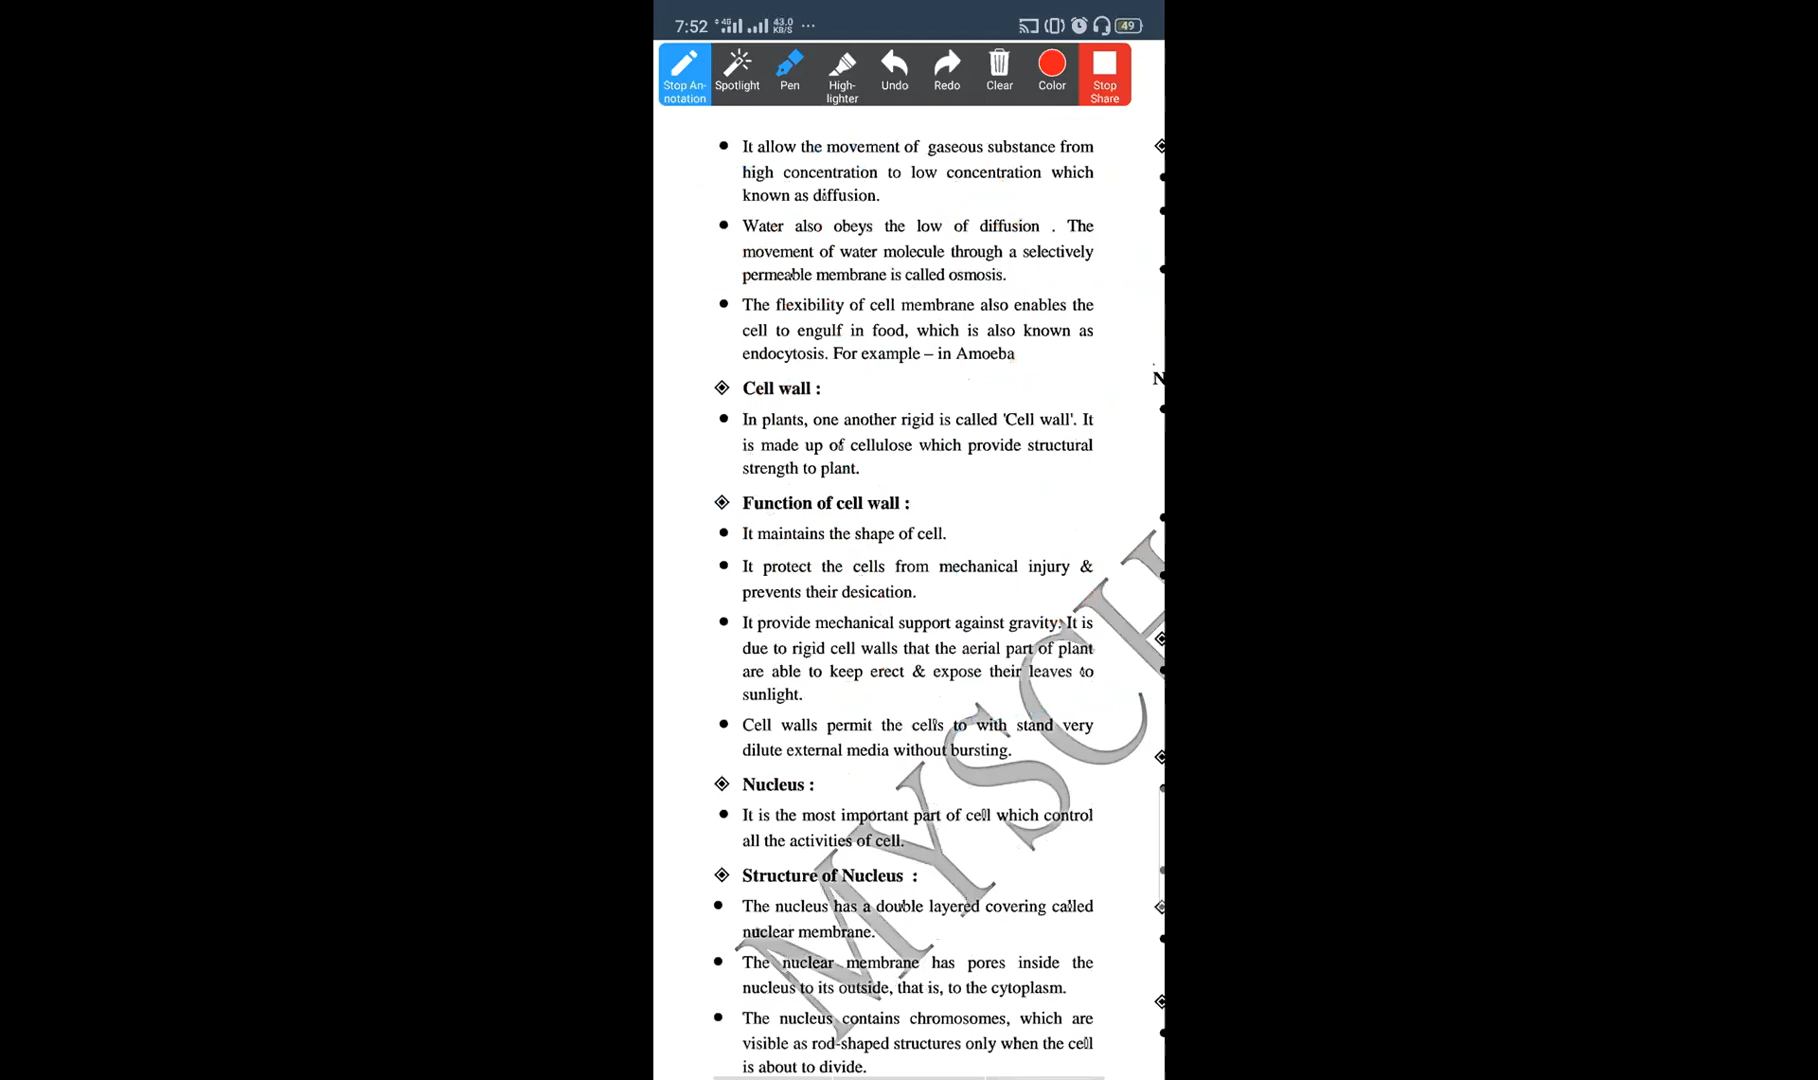 7:52 4G 43.0 KB/S ... 49
Stop An-
notation
Spotlight
Pen
High-
lighter
Undo
Redo
Clear
Color
Stop
Share
• It allow the movement of gaseous substance from
high concentration to low concentration which
known as diffusion.
• Water also obeys the low of diffusion . The
movement of water molecule through a selectively
permeable membrane is called osmosis.
• The flexibility of cell membrane also enables the
cell to engulf in food, which is also known as
endocytosis. For example – in Amoeba
Cell wall :
• In plants, one another rigid is called 'Cell wall'. It
is made up of cellulose which provide structural
strength to plant.
Function of cell wall :
• It maintains the shape of cell.
• It protect the cells from mechanical injury &
prevents their desication.
• It provide mechanical support against gravity. It is
due to rigid cell walls that the aerial part of plant
are able to keep erect & expose their leaves to
sunlight.
• Cell walls permit the cells to with stand very
dilute external media without bursting.
Nucleus :
• It is the most important part of cell which control
all the activities of cell.
Structure of Nucleus :
• The nucleus has a double layered covering called
nuclear membrane.
• The nuclear membrane has pores inside the
nucleus to its outside, that is, to the cytoplasm.
• The nucleus contains chromosomes, which are
visible as rod-shaped structures only when the cell
is about to divide.
N
MYSCH